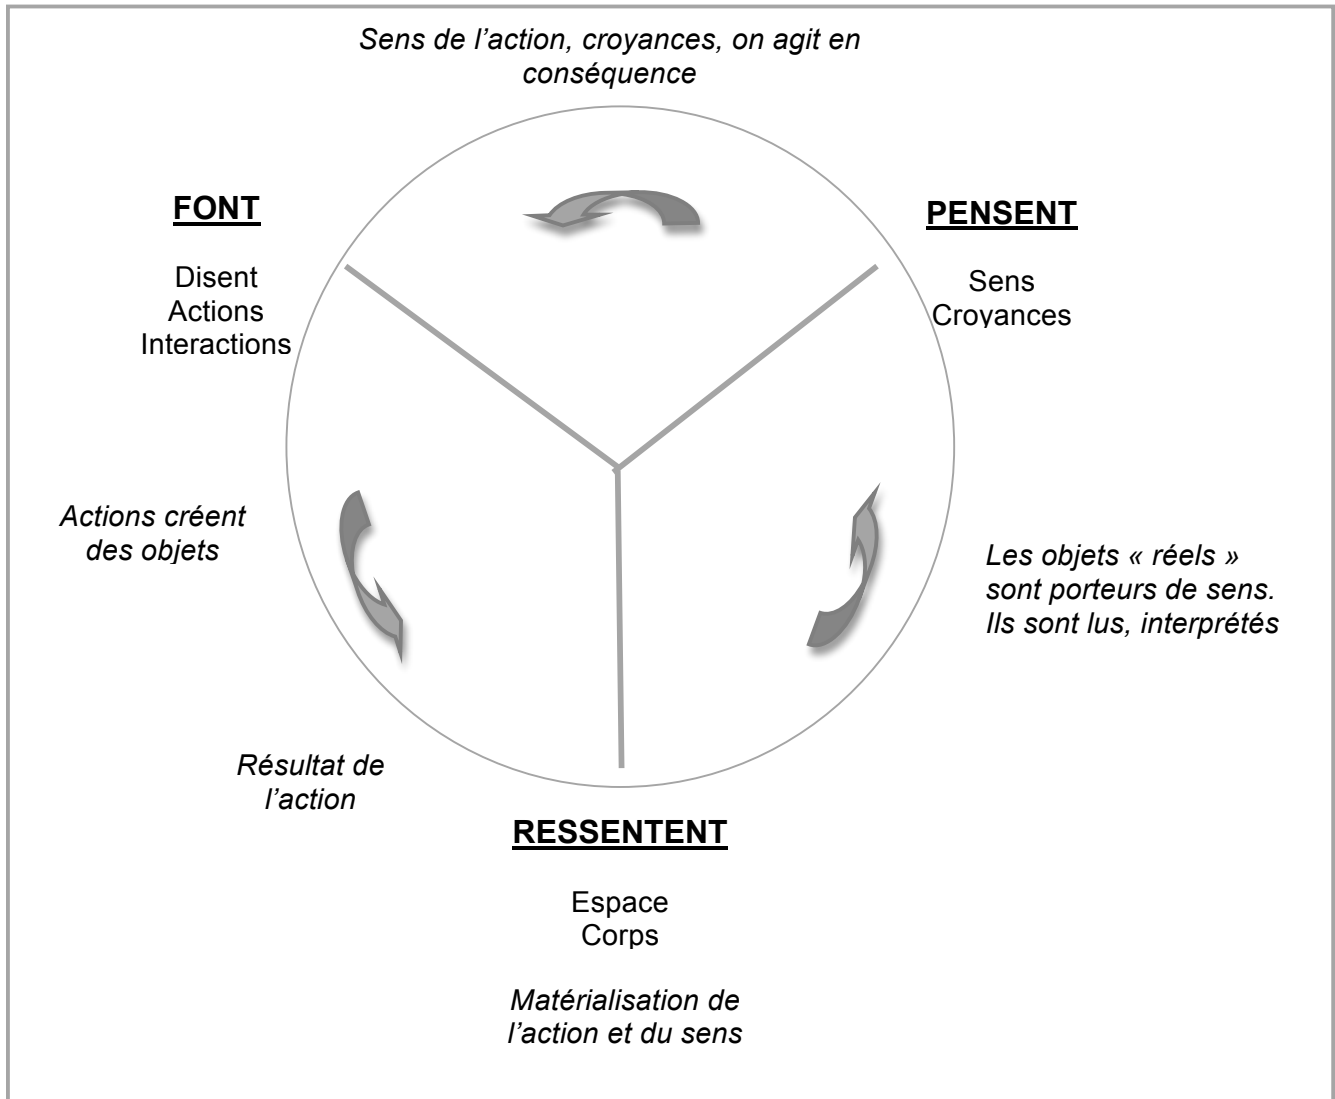 Sens de l’action, croyances, on agit en
conséquence
FONT
Disent
Actions
Interactions
PENSENT
Sens
Croyances
Actions créent
des objets
Les objets « réels »
sont porteurs de sens.
Ils sont lus, interprétés
Résultat de
l’action
RESSENTENT
Espace
Corps
Matérialisation de
l’action et du sens